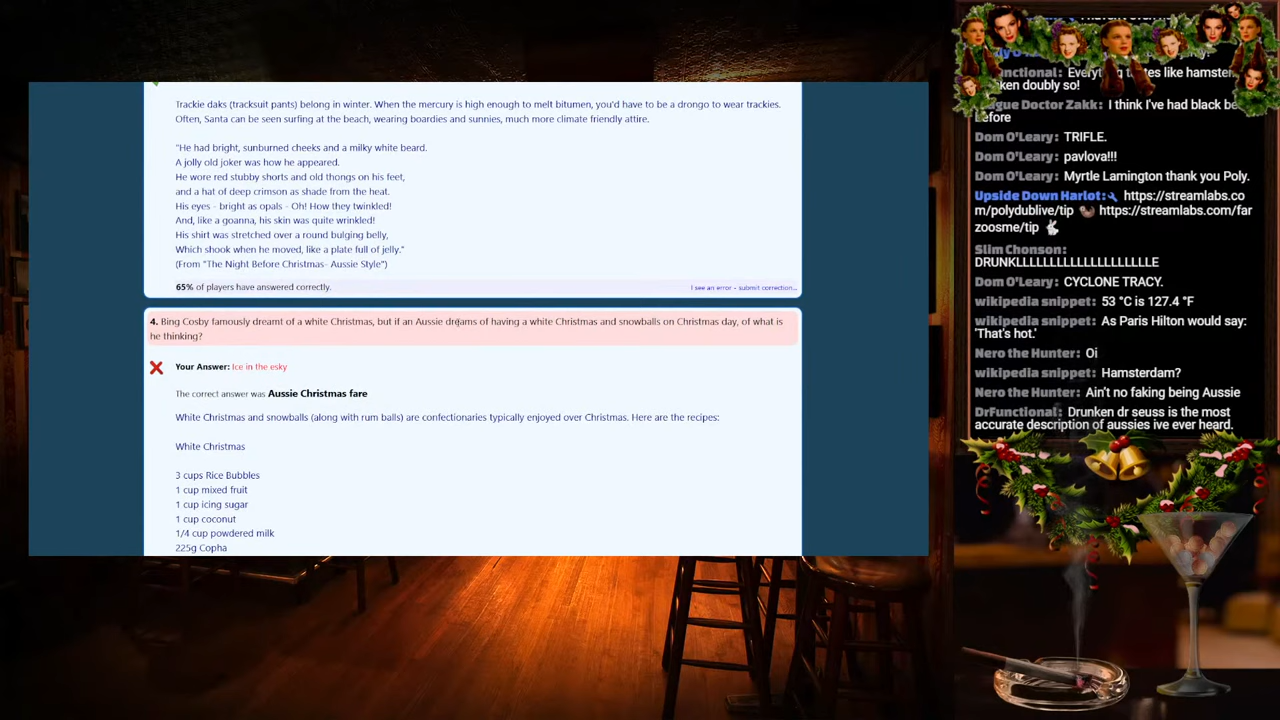 Trackie daks (tracksuit pants) belong in winter. When the mercury is high enough to melt bitumen, you'd have to be a drongo to wear trackies.
Often, Santa can be seen surfing at the beach, wearing boardies and sunnies, much more climate friendly attire.
"He had bright, sunburned cheeks and a milky white beard.
A jolly old joker was how he appeared.
He wore red stubby shorts and old thongs on his feet,
and a hat of deep crimson as shade from the heat.
His eyes - bright as opals - Oh! How they twinkled!
And, like a goanna, his skin was quite wrinkled!
His shirt was stretched over a round bulging belly,
Which shook when he moved, like a plate full of jelly."
(From "The Night Before Christmas- Aussie Style")
65% of players have answered correctly.
I see an error - submit correction...
4. Bing Cosby famously dreamt of a white Christmas, but if an Aussie dreams of having a white Christmas and snowballs on Christmas day, of what is
he thinking?
Your Answer: Ice in the esky
The correct answer was Aussie Christmas fare
White Christmas and snowballs (along with rum balls) are confectionaries typically enjoyed over Christmas. Here are the recipes:
White Christmas
3 cups Rice Bubbles
1 cup mixed fruit
1 cup icing sugar
1 cup coconut
1/4 cup powdered milk
225g Copha
doubly so!
Doctor Zakk: I think I've had black
Dom O'Leary: TRIFLE.
Dom O'Leary: pavlova!!!
Dom O'Leary: Myrtle Lamington thank you Poly.
Upside Down Harlot: https://streamlabs.co
m/polydublive/tip https://streamlabs.com/far
zoosme/tip
Slim Chonson:
DRUNKLLLLLLLLLLLLLLLLLLLE
Dom O'Leary: CYCLONE TRACY.
wikipedia snippet: 53 °C is 127.4 °F
wikipedia snippet: As Paris Hilton would say:
'That's hot.'
Nero the Hunter: Oi
wikipedia snippet: Hamsterdam?
Nero the Hunter: Ain't no faking being Aussie
DrFunctional: Drunken dr seuss is the most
accurate description of aussies ive ever heard.